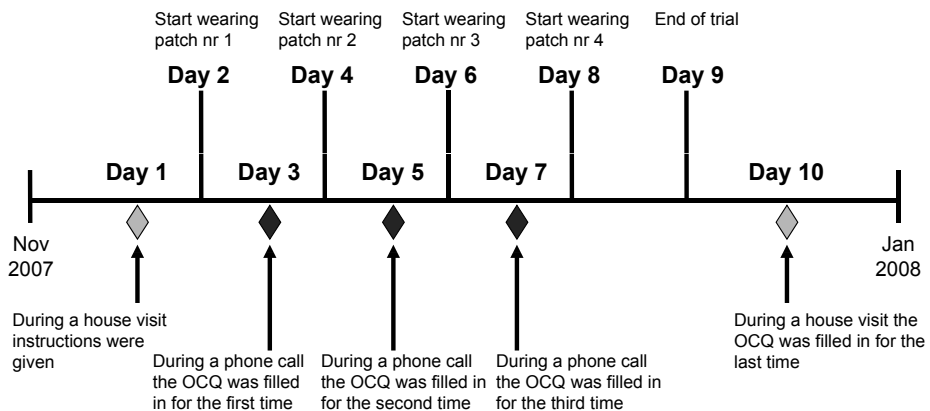 Start wearing
patch nr 1
Start wearing
patch nr 2
Start wearing
patch nr 3
Start wearing
patch nr 4
End of trial
Day 2
Day 4
Day 6
Day 8
Day 9
Day 1
Day 3
Day 5
Day 7
Day 10
Nov
2007
Jan
2008
During a house visit
instructions were
given
During a phone call
the OCQ was filled
in for the first time
During a phone call
the OCQ was filled in
for the second time
During a phone call
the OCQ was filled in
for the third time
During a house visit the
OCQ was filled in for the
last time